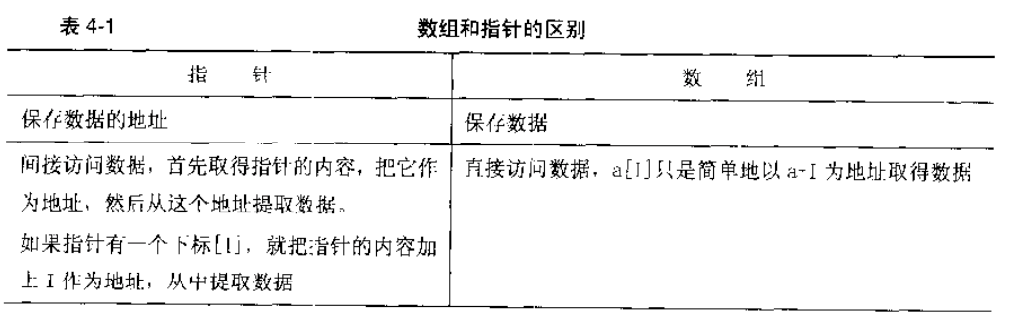 表 4-1 数组和指针的区别
指 针 数 组
保存数据的地址 保存数据
间接访问数据，首先取得指针的内容，把它作 直接访问数据，a[I]只是简单地以 a+I 为地址取得数据
为地址，然后从这个地址提取数据。
如果指针有一个下标[I]，就把指针的内容加
上 I 作为地址，从中提取数据